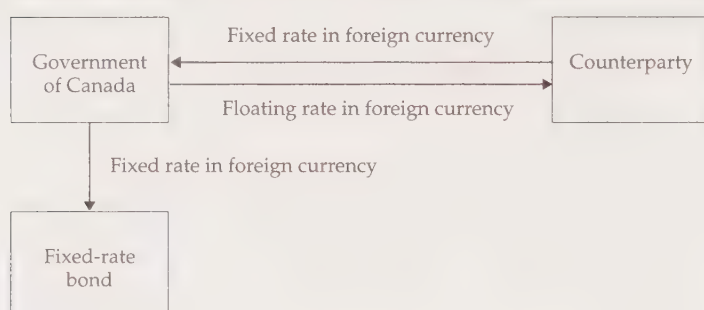 Fixed rate in foreign currency
Government
of Canada
Counterparty
Floating rate in foreign currency
Fixed rate in foreign currency
Fixed-rate
bond